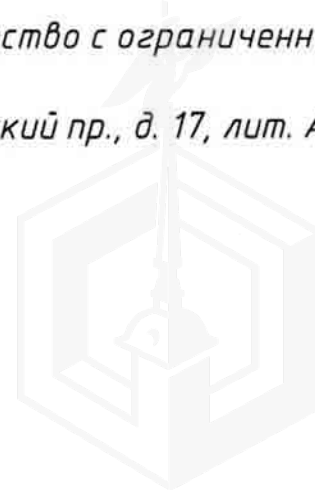 ство с ограниченн
кий пр., д. 17, лит. А